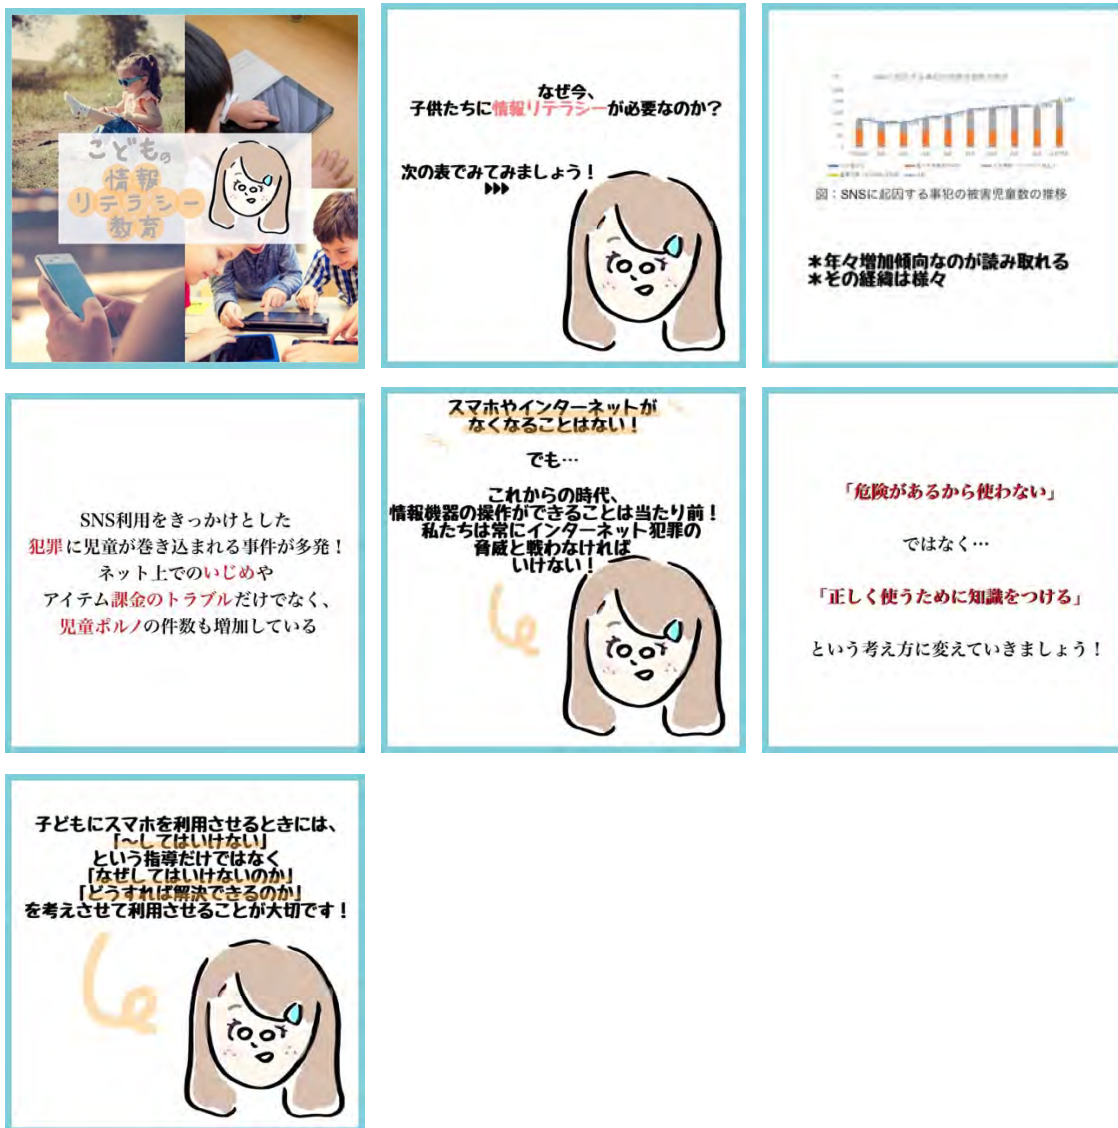 こどもの
情報
リテラシー
教育
なぜ今、
子供たちに情報リテラシーが必要なのか？
次の表でみてみましょう！
▶▶▶
図：SNSに起因する事犯の被害児童数の推移
＊年々増加傾向なのが読み取れる
＊その経緯は様々
SNS利用をきっかけとした
犯罪に児童が巻き込まれる事件が多発！
ネット上でのいじめや
アイテム課金のトラブルだけでなく、
児童ポルノの件数も増加している
スマホやインターネットが
なくなることはない！
でも…
これからの時代、
情報機器の操作ができることは当たり前！
私たちは常にインターネット犯罪の
脅威と戦わなければ
いけない！
「危険があるから使わない」
ではなく…
「正しく使うために知識をつける」
という考え方に変えていきましょう！
子どもにスマホを利用させるときには、
「～してはいけない」
という指導だけではなく
「なぜしてはいけないのか」
「どうすれば解決できるのか」
を考えさせて利用させることが大切です！